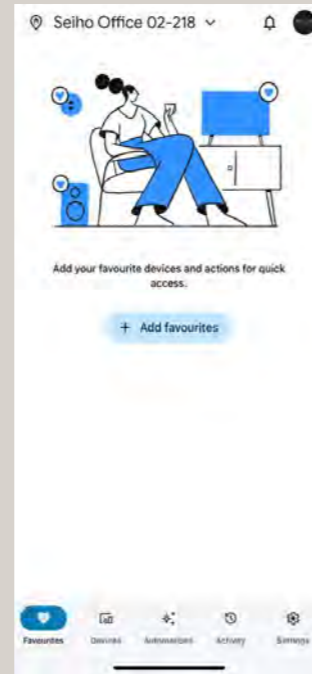 Seiho Office 02-218
Add your favourite devices and actions for quick
access.
+ Add favourites
Favourites Devices Automations Activity Settings